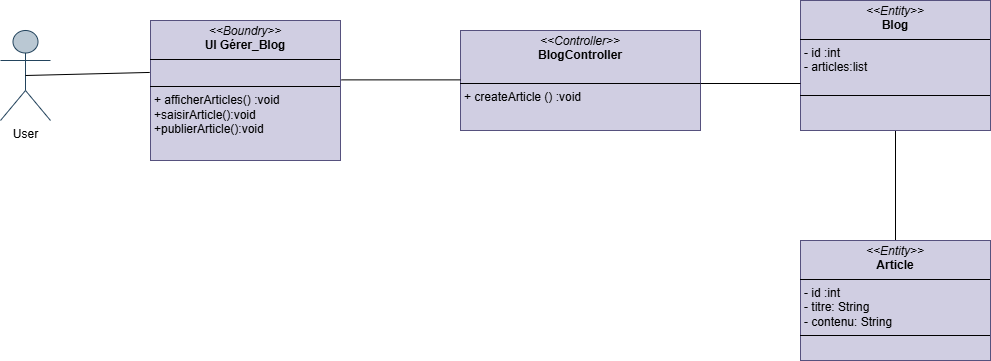 User
<<Boundry>>
UI Gérer_Blog
+ afficherArticles() :void
+saisirArticle():void
+publierArticle():void
<<Controller>>
BlogController
+ createArticle () :void
<<Entity>>
Blog
- id :int
- articles:list
<<Entity>>
Article
- id :int
- titre: String
- contenu: String